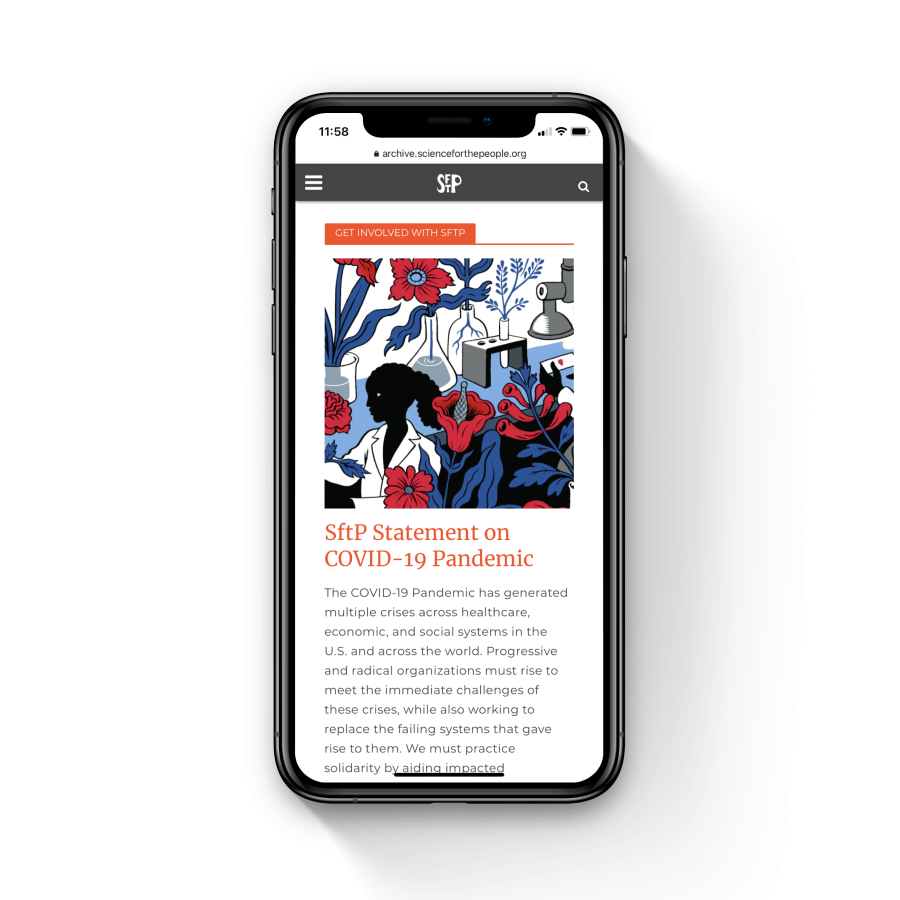 11:58
archive.scienceforthepeople.org
SftP
GET INVOLVED WITH SFTP
SftP Statement on
COVID-19 Pandemic
The COVID-19 Pandemic has generated
multiple crises across healthcare,
economic, and social systems in the
U.S. and across the world. Progressive
and radical organizations must rise to
meet the immediate challenges of
these crises, while also working to
replace the failing systems that gave
rise to them. We must practice
solidarity by aiding impacted